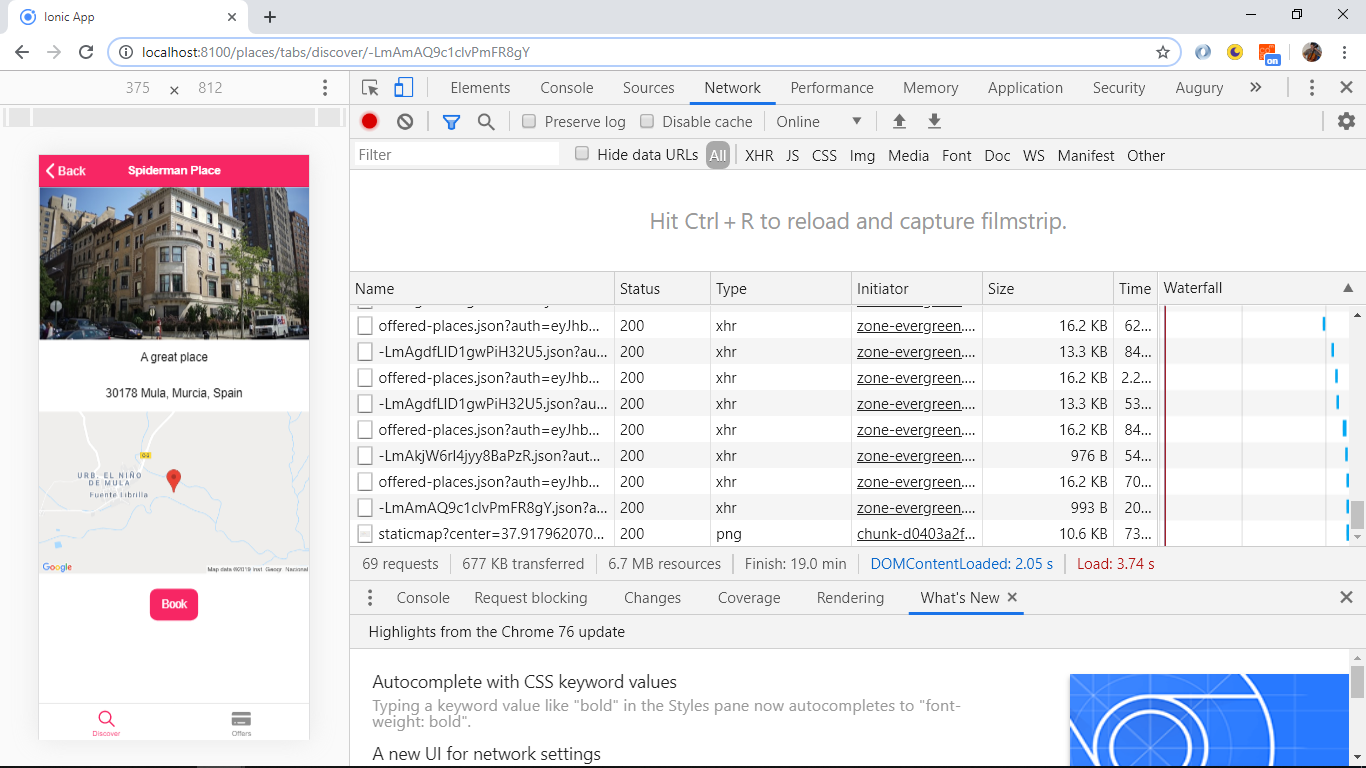 Ionic App
localhost:8100/places/tabs/discover/-LmAmAQ9c1clvPmFR8gY
on
375 × 812
Elements Console Sources Network Performance Memory Application Security Augury
Preserve log Disable cache Online
Filter Hide data URLs All XHR JS CSS Img Media Font Doc WS Manifest Other
Back Spiderman Place
A great place
30178 Mula, Murcia, Spain
URB. EL NIÑO
DE MULA
Fuente Librilla
Google Map data ©2019 Inst. Geogr. Nacional
Book
Discover Offers
Hit Ctrl + R to reload and capture filmstrip.
Name Status Type Initiator Size Time Waterfall
offered-places.json?auth=eyJhb... 200 xhr zone-evergreen.... 16.2 KB 62...
-LmAgdfLID1gwPiH32U5.json?au... 200 xhr zone-evergreen.... 13.3 KB 84...
offered-places.json?auth=eyJhb... 200 xhr zone-evergreen.... 16.2 KB 2.2...
-LmAgdfLID1gwPiH32U5.json?au... 200 xhr zone-evergreen.... 13.3 KB 53...
offered-places.json?auth=eyJhb... 200 xhr zone-evergreen.... 16.2 KB 84...
-LmAkjW6rI4jyy8BaPzR.json?aut... 200 xhr zone-evergreen.... 976 B 54...
offered-places.json?auth=eyJhb... 200 xhr zone-evergreen.... 16.2 KB 70...
-LmAmAQ9c1clvPmFR8gY.json?a... 200 xhr zone-evergreen.... 993 B 20...
staticmap?center=37.917962070... 200 png chunk-d0403a2f... 10.6 KB 73...
69 requests 677 KB transferred 6.7 MB resources Finish: 19.0 min DOMContentLoaded: 2.05 s Load: 3.74 s
Console Request blocking Changes Coverage Rendering What's New
Highlights from the Chrome 76 update
Autocomplete with CSS keyword values
Typing a keyword value like "bold" in the Styles pane now autocompletes to "font-
weight: bold".
A new UI for network settings